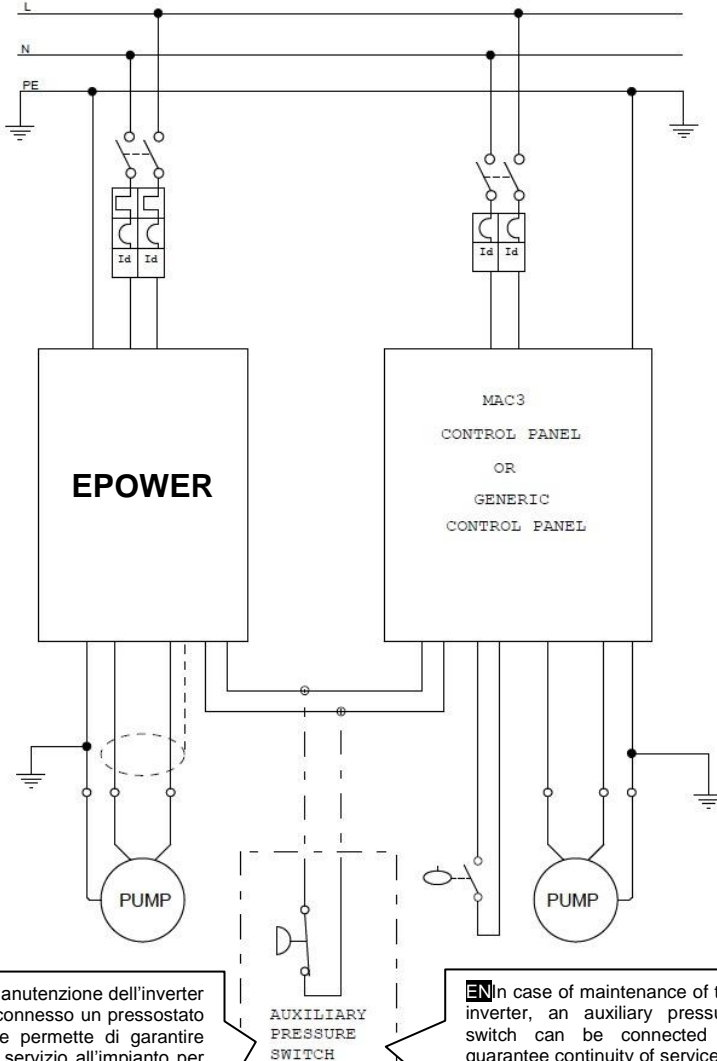 L
N
PE
Id Id
Id Id
EPOWER
MAC3
CONTROL PANEL
OR
GENERIC
CONTROL PANEL
PUMP
PUMP
anutenzione dell'inverter
connesso un pressostato
e permette di garantire
servizio all'impianto per
AUXILIARY
PRESSURE
SWITCH
EN In case of maintenance of t
inverter, an auxiliary pressu
switch can be connected
guarantee continuity of service